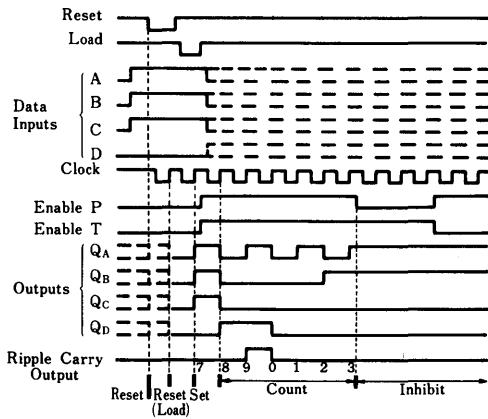 Reset
Load
Data Inputs
A
B
C
D
Clock
Enable P
Enable T
Outputs
QA
QB
QC
QD
Ripple Carry Output
7 8 9 0 1 2 3
Reset Reset (Load) Set Count Inhibit